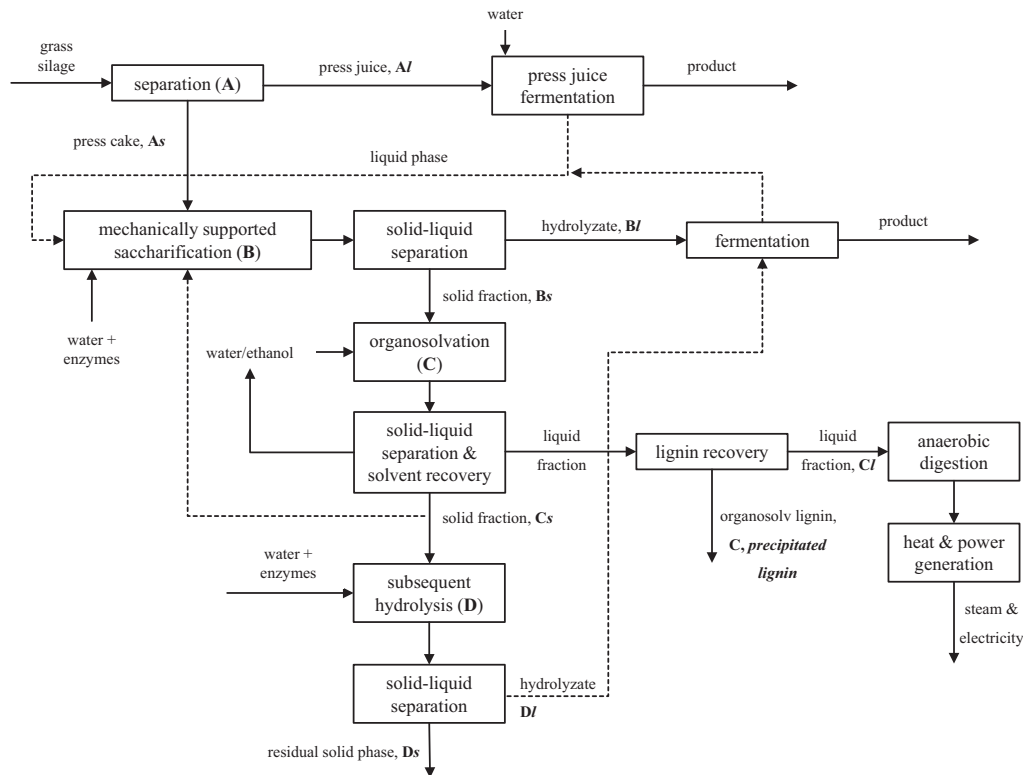 water
grass
silage
separation (A)
press juice, Al
press juice
fermentation
product
press cake, As
liquid phase
mechanically supported
saccharification (B)
solid-liquid
separation
hydrolyzate, Bl
fermentation
product
solid fraction, Bs
water +
enzymes
water/ethanol
organosolvation
(C)
solid-liquid
separation &
solvent recovery
liquid
fraction
lignin recovery
liquid
fraction, Cl
anaerobic
digestion
solid fraction, Cs
organosolv lignin,
C, precipitated
lignin
heat & power
generation
water +
enzymes
subsequent
hydrolysis (D)
steam &
electricity
solid-liquid
separation
hydrolyzate
Dl
residual solid phase, Ds